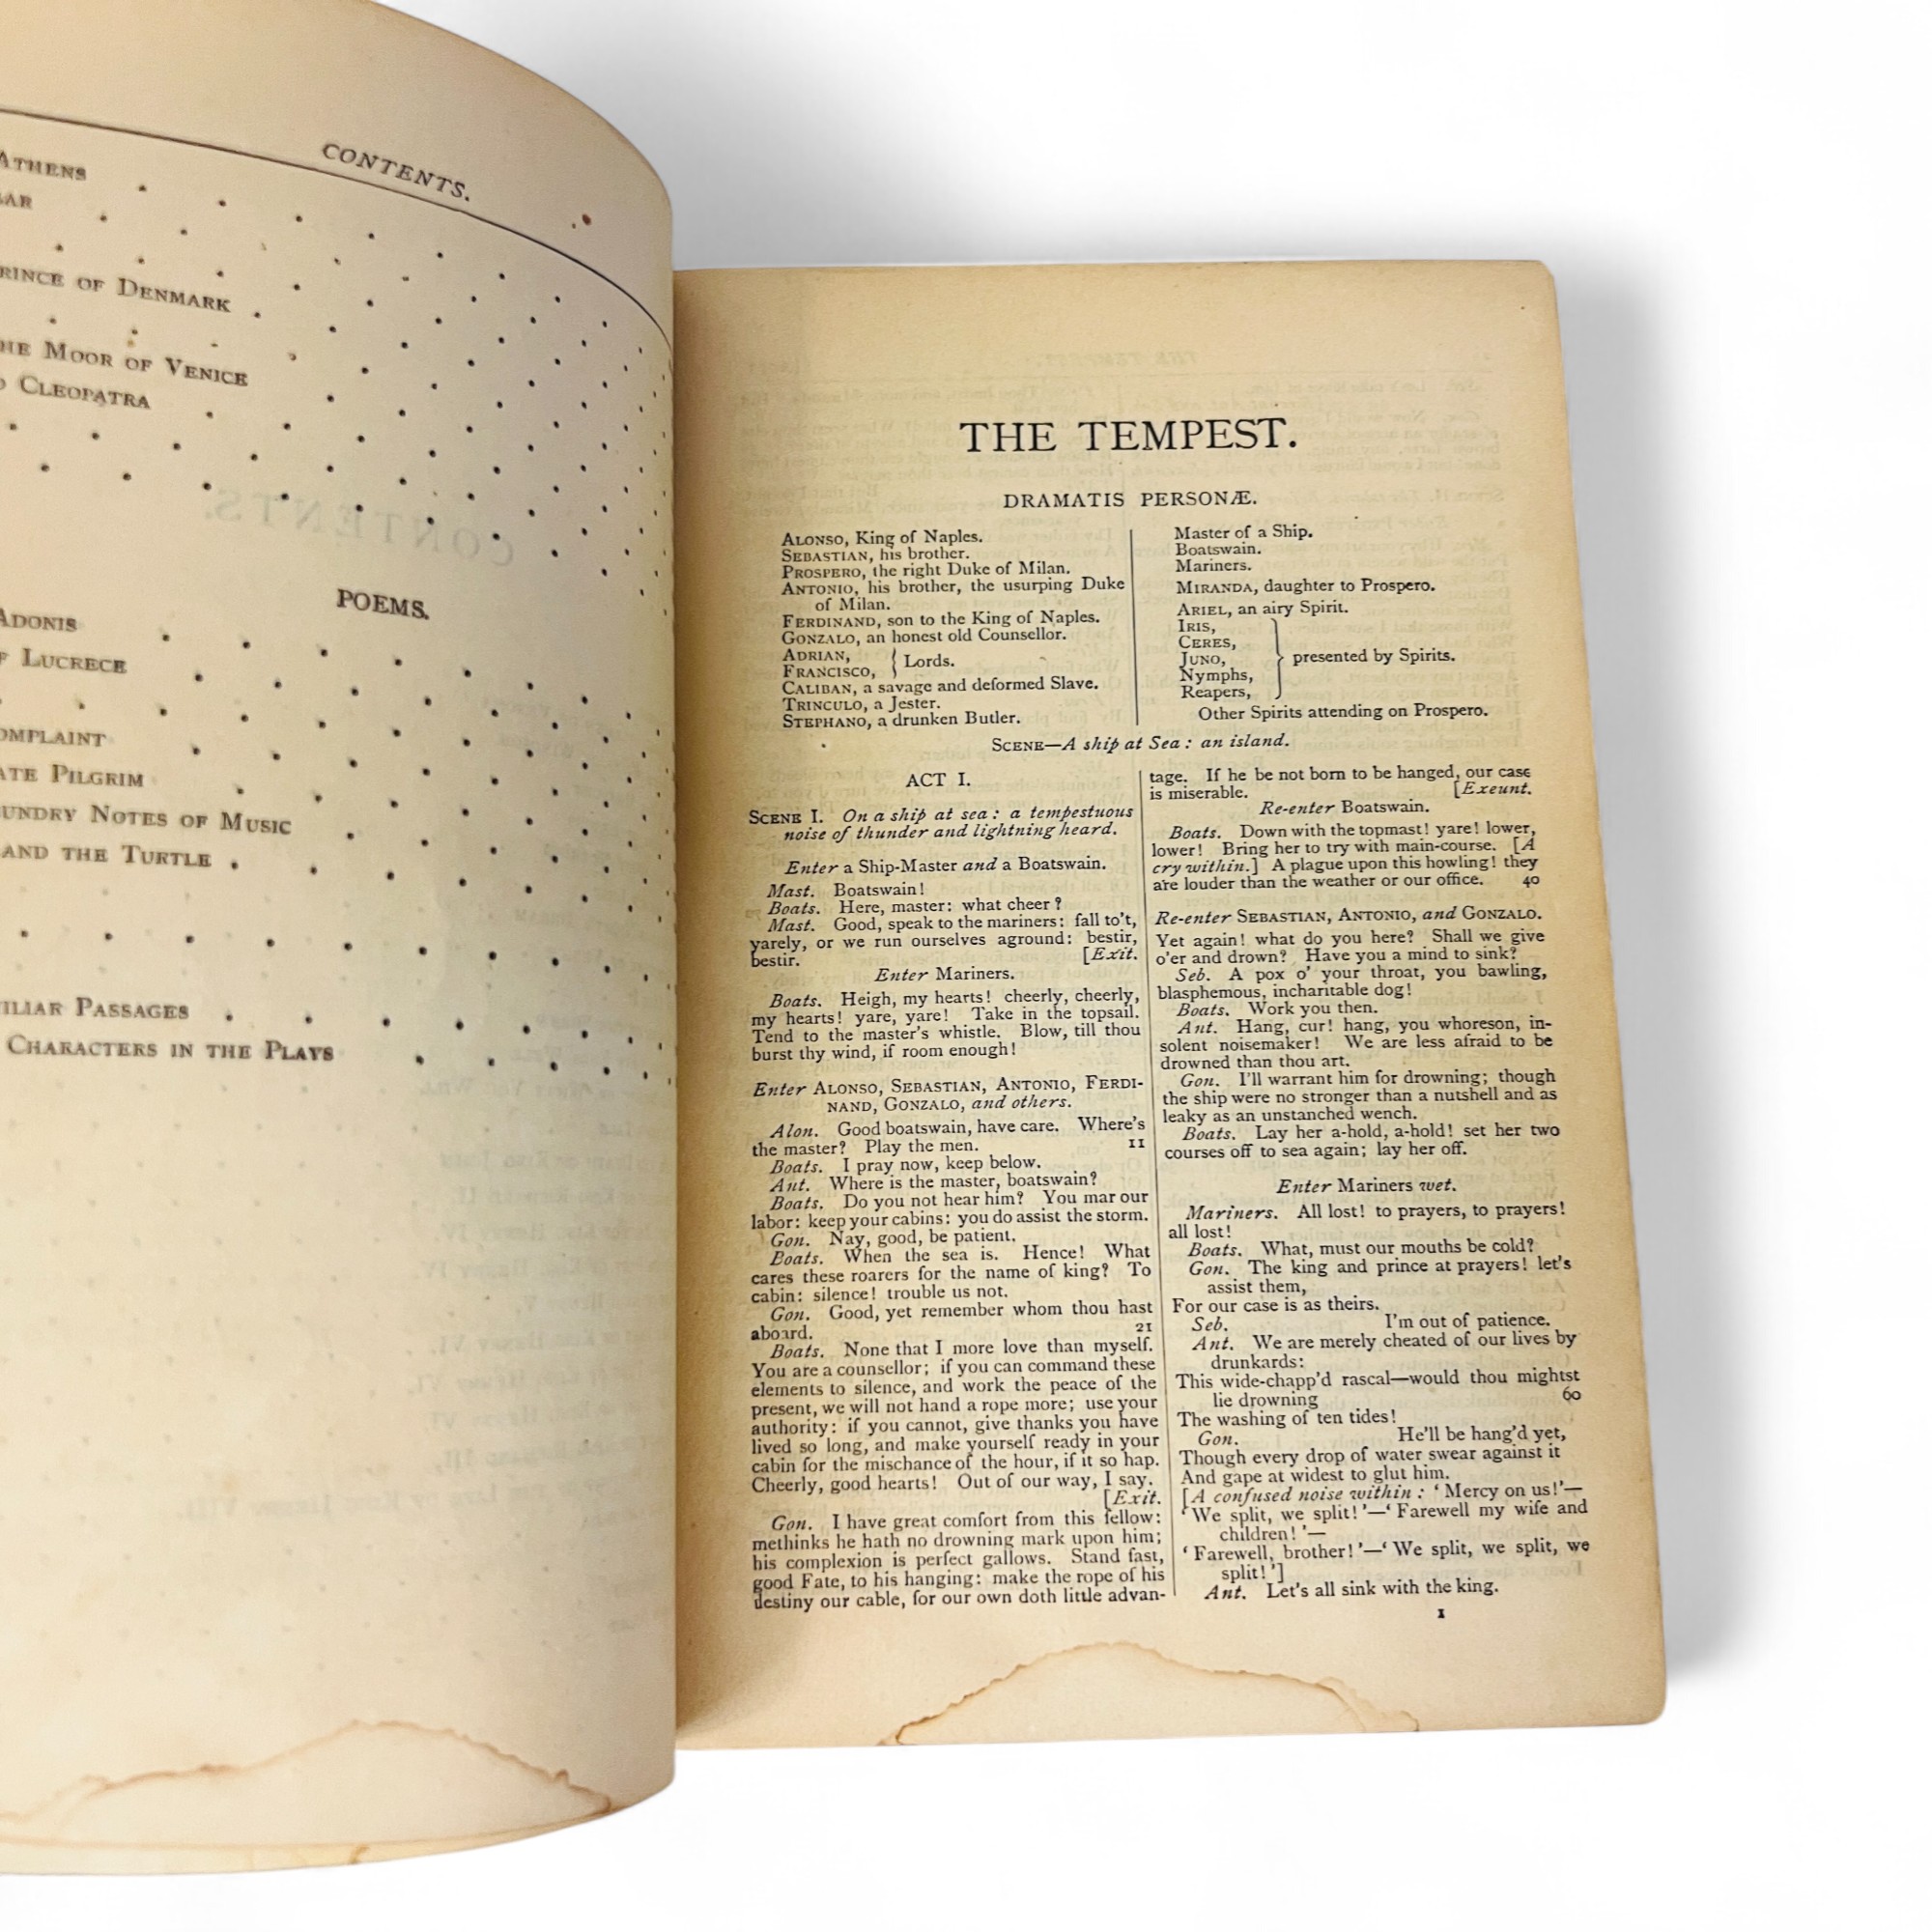 CONTENTS.
ATHENS
AR
RINCE OF DENMARK
HE MOOR OF VENICE
CLEOPATRA
CONTENTS.
POEMS.
ADONIS
F LUCRECE
OMPLAINT
ATE PILGRIM
UNDRY NOTES OF MUSIC
AND THE TURTLE
ILIAR PASSAGES
CHARACTERS IN THE PLAYS
THE TEMPEST.
DRAMATIS PERSONÆ.
ALONSO, King of Naples.
SEBASTIAN, his brother.
PROSPERO, the right Duke of Milan.
ANTONIO, his brother, the usurping Duke
of Milan.
FERDINAND, son to the King of Naples.
GONZALO, an honest old Counsellor.
ADRIAN,
FRANCISCO, } Lords.
CALIBAN, a savage and deformed Slave.
TRINCULO, a Jester.
STEPHANO, a drunken Butler.
Master of a Ship.
Boatswain.
Mariners.
MIRANDA, daughter to Prospero.
ARIEL, an airy Spirit.
IRIS,
CERES,
JUNO, } presented by Spirits.
Nymphs,
Reapers,
Other Spirits attending on Prospero.
SCENE—A ship at Sea: an island.
ACT I.
SCENE I. On a ship at sea: a tempestuous
noise of thunder and lightning heard.
Enter a Ship-Master and a Boatswain.
Mast. Boatswain!
Boats. Here, master: what cheer?
Mast. Good, speak to the mariners: fall to't,
yarely, or we run ourselves aground: bestir,
bestir. [Exit.
Enter Mariners.
Boats. Heigh, my hearts! cheerly, cheerly,
my hearts! yare, yare! Take in the topsail.
Tend to the master's whistle. Blow, till thou
burst thy wind, if room enough!
Enter ALONSO, SEBASTIAN, ANTONIO, FERDI-
NAND, GONZALO, and others.
Alon. Good boatswain, have care. Where's
the master? Play the men. 11
Boats. I pray now, keep below.
Ant. Where is the master, boatswain?
Boats. Do you not hear him? You mar our
labor: keep your cabins: you do assist the storm.
Gon. Nay, good, be patient.
Boats. When the sea is. Hence! What
cares these roarers for the name of king? To
cabin: silence! trouble us not.
Gon. Good, yet remember whom thou hast
aboard. 21
Boats. None that I more love than myself.
You are a counsellor; if you can command these
elements to silence, and work the peace of the
present, we will not hand a rope more; use your
authority: if you cannot, give thanks you have
lived so long, and make yourself ready in your
cabin for the mischance of the hour, if it so hap.
Cheerly, good hearts! Out of our way, I say.
[Exit.
Gon. I have great comfort from this fellow:
methinks he hath no drowning mark upon him;
his complexion is perfect gallows. Stand fast,
good Fate, to his hanging: make the rope of his
destiny our cable, for our own doth little advan-
tage. If he be not born to be hanged, our case
is miserable. [Exeunt.
Re-enter Boatswain.
Boats. Down with the topmast! yare! lower,
lower! Bring her to try with main-course. [A
cry within.] A plague upon this howling! they
are louder than the weather or our office. 40
Re-enter SEBASTIAN, ANTONIO, and GONZALO.
Yet again! what do you here? Shall we give
o'er and drown? Have you a mind to sink?
Seb. A pox o' your throat, you bawling,
blasphemous, incharitable dog!
Boats. Work you then.
Ant. Hang, cur! hang, you whoreson, in-
solent noisemaker! We are less afraid to be
drowned than thou art.
Gon. I'll warrant him for drowning; though
the ship were no stronger than a nutshell and as
leaky as an unstanched wench.
Boats. Lay her a-hold, a-hold! set her two
courses off to sea again; lay her off.
Enter Mariners wet.
Mariners. All lost! to prayers, to prayers!
all lost!
Boats. What, must our mouths be cold?
Gon. The king and prince at prayers! let's
assist them,
For our case is as theirs.
Seb. I'm out of patience.
Ant. We are merely cheated of our lives by
drunkards:
This wide-chapp'd rascal—would thou mightst
lie drowning 60
The washing of ten tides!
Gon. He'll be hang'd yet,
Though every drop of water swear against it
And gape at widest to glut him.
[A confused noise within: 'Mercy on us!'—
'We split, we split!'—'Farewell my wife and
children!'—
'Farewell, brother!'—'We split, we split, we
split!']
Ant. Let's all sink with the king.
1